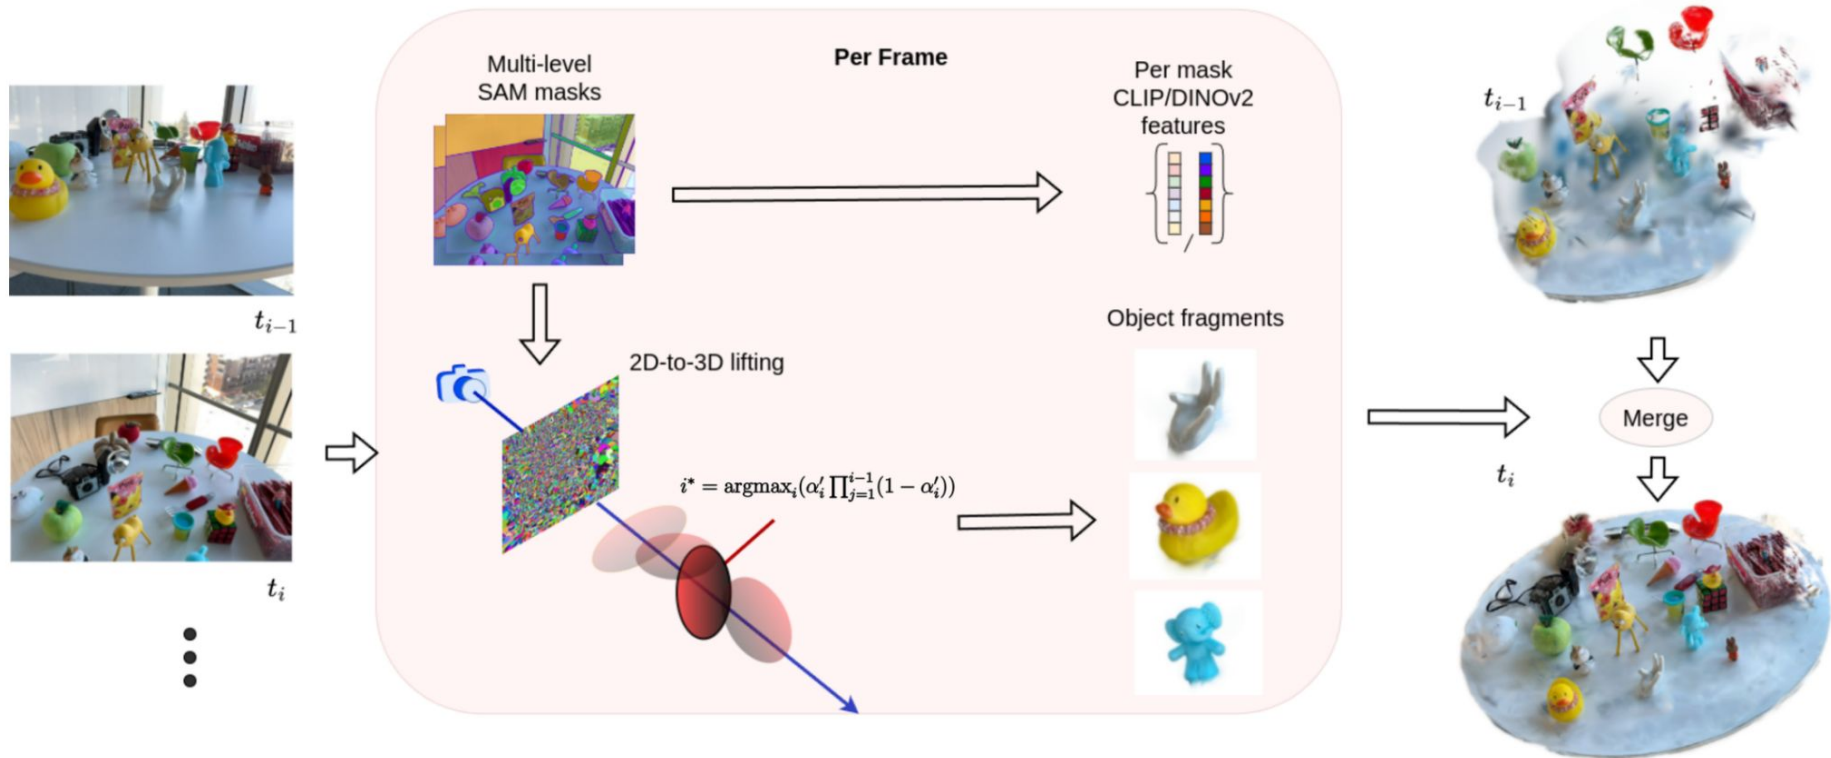 Per Frame
Multi-level
SAM masks
Per mask
CLIP/DINOv2
features
/
t_{i-1}
t_i
2D-to-3D lifting
i^* = argmax_i(α'_i ∏_{j=1}^{i-1}(1 − α'_i))
Object fragments
t_{i-1}
Merge
t_i